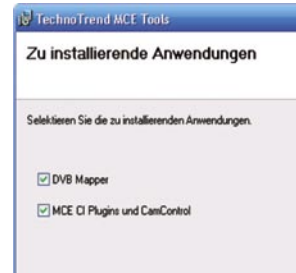 TechnoTrend MCE Tools
Zu installierende Anwendungen
Selektieren Sie die zu installierenden Anwendungen.
DVB Mapper
MCE CI Plugins und CamControl